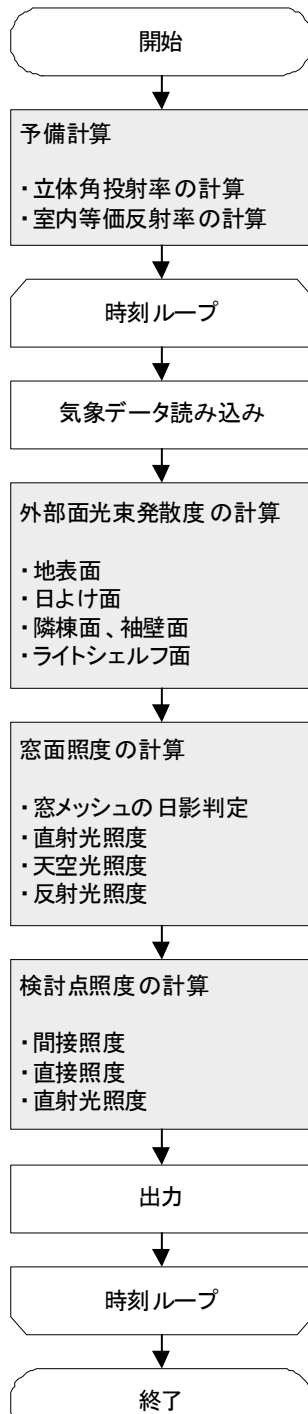 開始
予備計算
・立体角投射率の計算
・室内等価反射率の計算
時刻ループ
気象データ読み込み
外部面光束発散度の計算
・地表面
・日よけ面
・隣棟面、袖壁面
・ライトシェルフ面
窓面照度の計算
・窓メッシュの日影判定
・直射光照度
・天空光照度
・反射光照度
検討点照度の計算
・間接照度
・直接照度
・直射光照度
出力
時刻ループ
終了